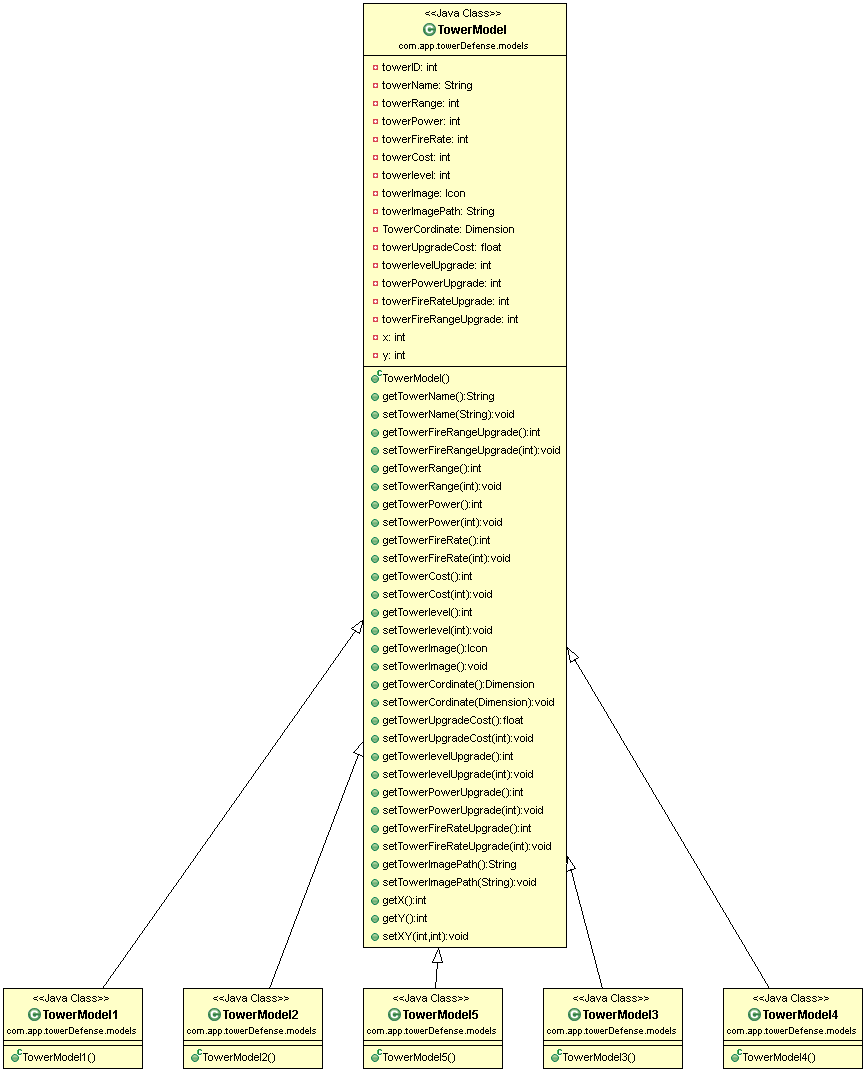 <<Java Class>>
TowerModel
com.app.towerDefense.models
towerID: int
towerName: String
towerRange: int
towerPower: int
towerFireRate: int
towerCost: int
towerlevel: int
towerImage: Icon
towerImagePath: String
TowerCordinate: Dimension
towerUpgradeCost: float
towerlevelUpgrade: int
towerPowerUpgrade: int
towerFireRateUpgrade: int
towerFireRangeUpgrade: int
x: int
y: int
TowerModel()
getTowerName():String
setTowerName(String):void
getTowerFireRangeUpgrade():int
setTowerFireRangeUpgrade(int):void
getTowerRange():int
setTowerRange(int):void
getTowerPower():int
setTowerPower(int):void
getTowerFireRate():int
setTowerFireRate(int):void
getTowerCost():int
setTowerCost(int):void
getTowerlevel():int
setTowerlevel(int):void
getTowerImage():Icon
setTowerImage():void
getTowerCordinate():Dimension
setTowerCordinate(Dimension):void
getTowerUpgradeCost():float
setTowerUpgradeCost(int):void
getTowerlevelUpgrade():int
setTowerlevelUpgrade(int):void
getTowerPowerUpgrade():int
setTowerPowerUpgrade(int):void
getTowerFireRateUpgrade():int
setTowerFireRateUpgrade(int):void
getTowerImagePath():String
setTowerImagePath(String):void
getX():int
getY():int
setXY(int,int):void
<<Java Class>>
TowerModel1
com.app.towerDefense.models
TowerModel1()
<<Java Class>>
TowerModel2
com.app.towerDefense.models
TowerModel2()
<<Java Class>>
TowerModel5
com.app.towerDefense.models
TowerModel5()
<<Java Class>>
TowerModel3
com.app.towerDefense.models
TowerModel3()
<<Java Class>>
TowerModel4
com.app.towerDefense.models
TowerModel4()